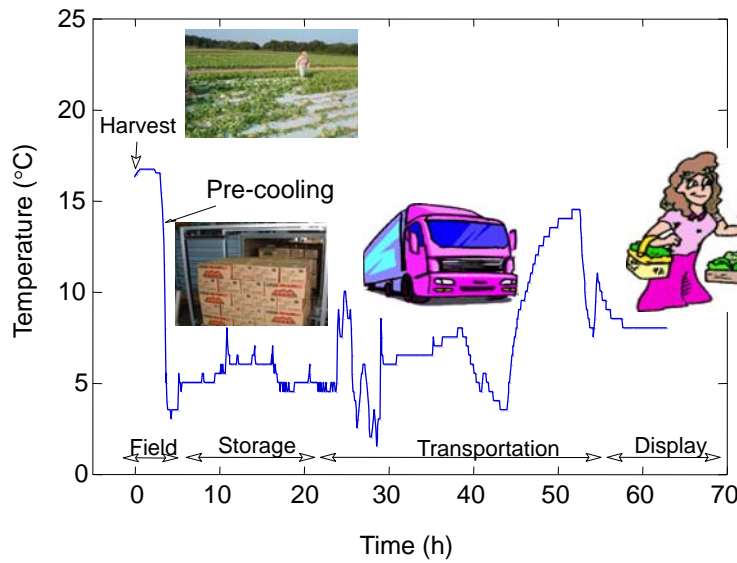 25
20
15
10
5
0
Temperature (°C)
Harvest
Pre-cooling
Field
Storage
Transportation
Display
0 10 20 30 40 50 60 70
Time (h)